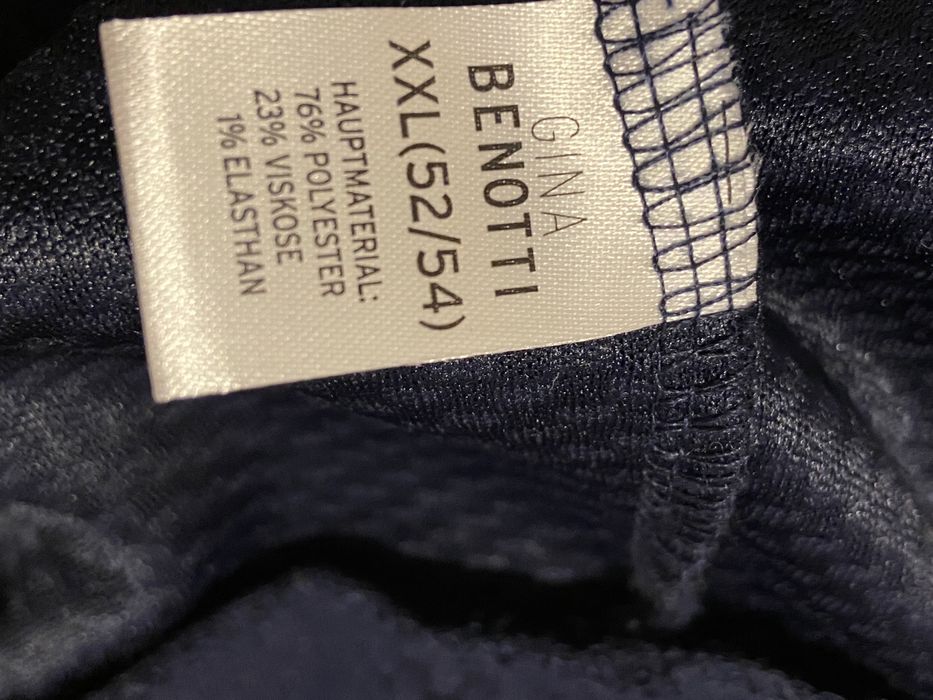 GINA
BENOTTI
XXL(52/54)
HAUPTMATERIAL:
76% POLYESTER
23% VISKOSE
1% ELASTHAN